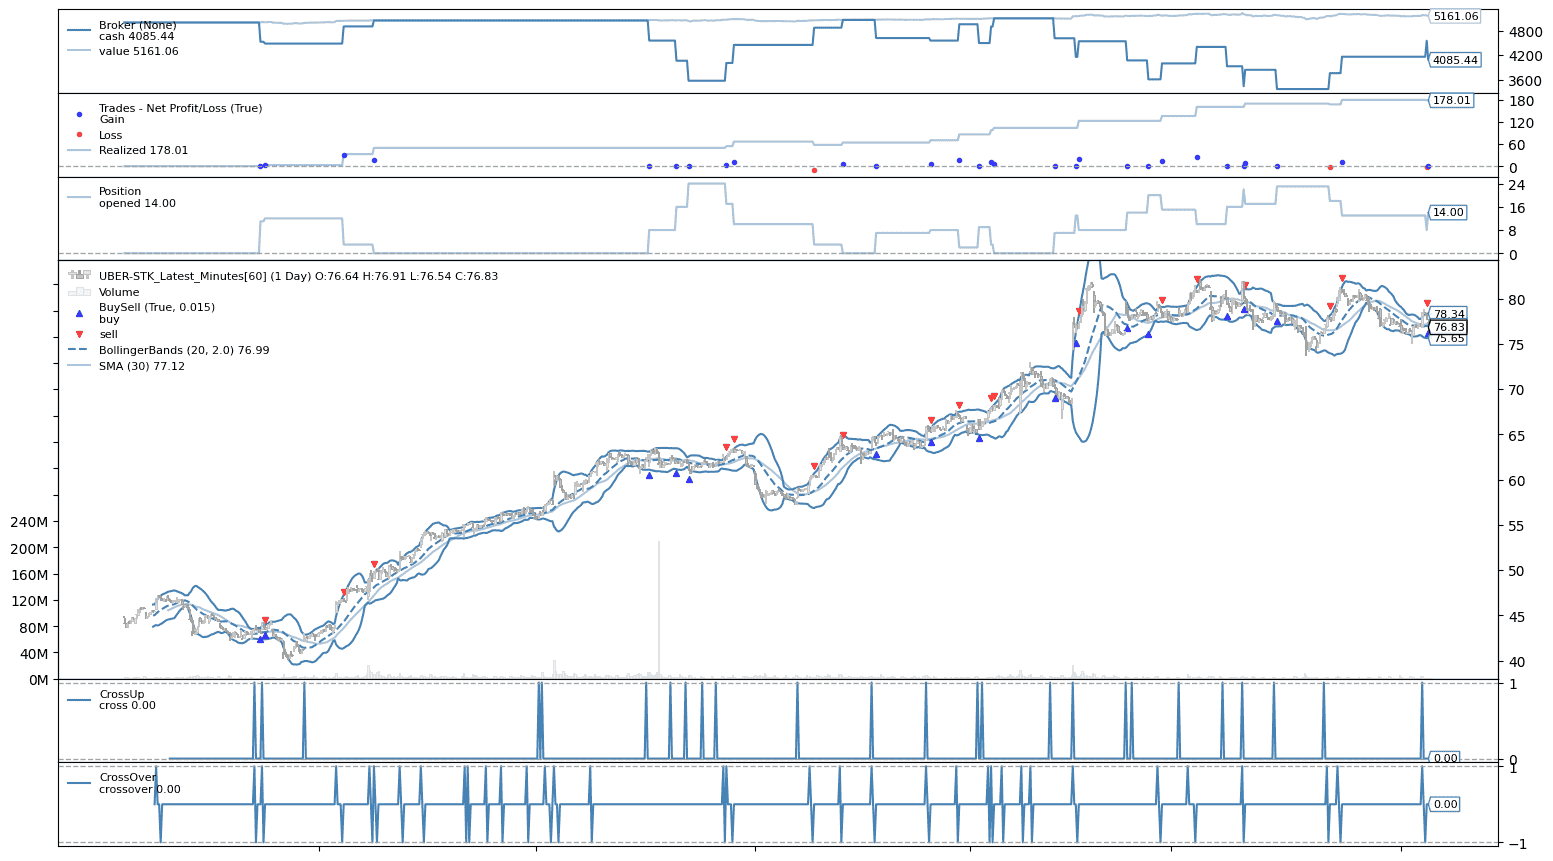 Broker (None)
cash 4085.44
value 5161.06
5161.06
4800
4200
4085.44
3600
Trades - Net Profit/Loss (True)
Gain
Loss
Realized 178.01
178.01
180
120
60
0
Position
opened 14.00
24
16
14.00
8
0
UBER-STK_Latest_Minutes[60] (1 Day) O:76.64 H:76.91 L:76.54 C:76.83
Volume
BuySell (True, 0.015)
buy
sell
BollingerBands (20, 2.0) 76.99
SMA (30) 77.12
80
78.34
76.83
75.65
75
70
65
60
55
50
45
40
240M
200M
160M
120M
80M
40M
0M
CrossUp
cross 0.00
1
0.00
0
CrossOver
crossover 0.00
1
0.00
−1